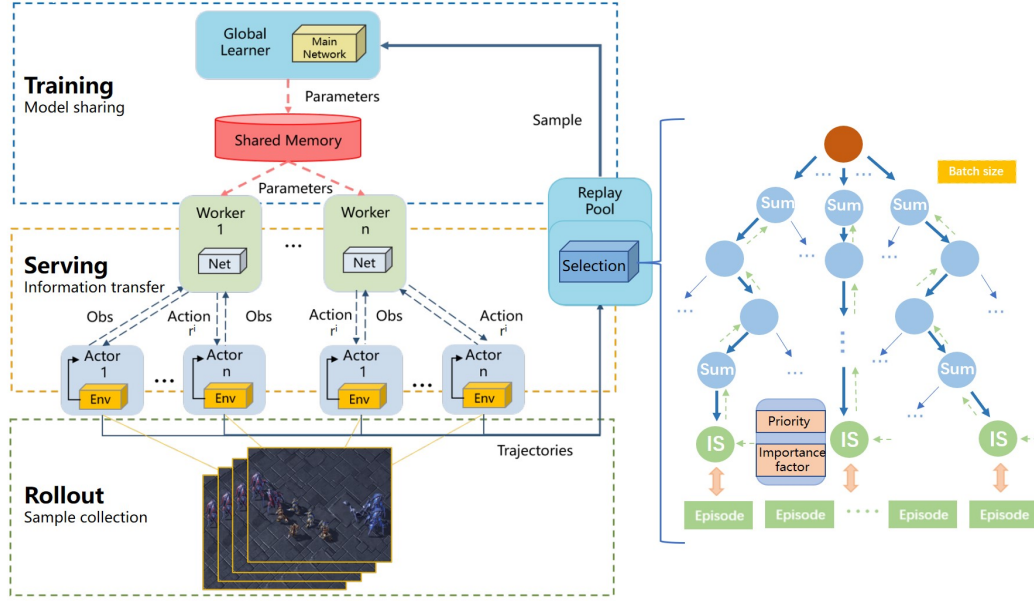 Global
Learner
Main
Network
Training
Model sharing
Parameters
Shared Memory
Sample
Parameters
Replay
Pool
Selection
Worker
1
Net
...
Worker
n
Net
Serving
Information transfer
Obs
Action
rⁱ
Obs
Action
rⁱ
Obs
Action
rⁱ
Actor
1
Env
...
Actor
n
Env
Actor
1
Env
...
Actor
n
Env
Trajectories
Rollout
Sample collection
Batch size
Sum
Sum
Sum
Sum
Sum
IS
Priority
Importance
factor
IS
IS
Episode
Episode
....
Episode
Episode